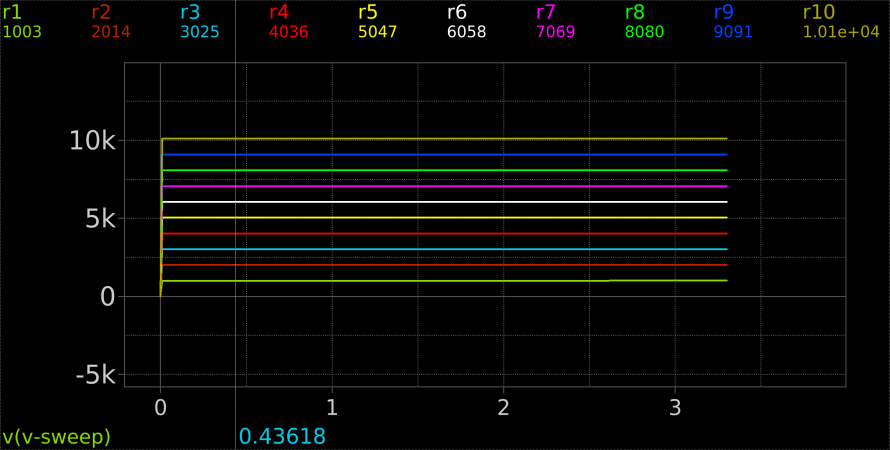 r1 r2 r3 r4 r5 r6 r7 r8 r9 r10
1003 2014 3025 4036 5047 6058 7069 8080 9091 1.01e+04
10k
5k
0
-5k
0 1 2 3
v(v-sweep) 0.43618